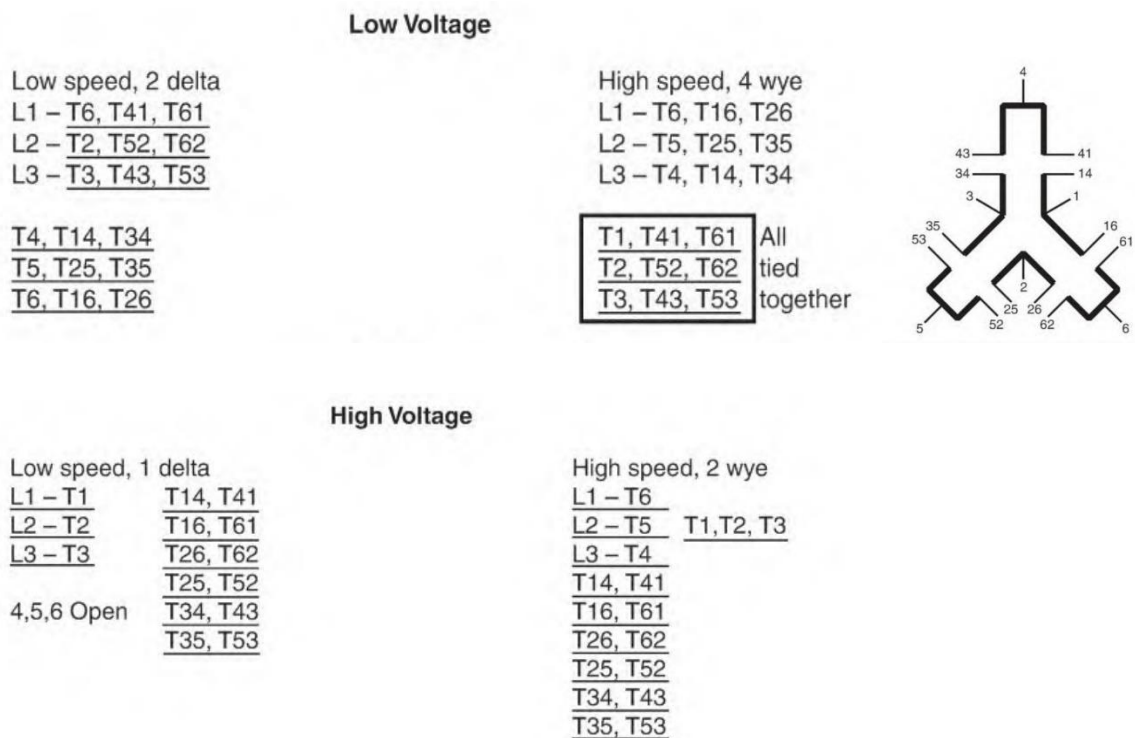 Low Voltage
Low speed, 2 delta
L1 – T6, T41, T61
L2 – T2, T52, T62
L3 – T3, T43, T53
T4, T14, T34
T5, T25, T35
T6, T16, T26
High speed, 4 wye
L1 – T6, T16, T26
L2 – T5, T25, T35
L3 – T4, T14, T34
T1, T41, T61 All
T2, T52, T62 tied
T3, T43, T53 together
4
43 41
34 14
3 1
35 16
53 61
2
25 26
5 52 62 6
High Voltage
Low speed, 1 delta
L1 – T1 T14, T41
L2 – T2 T16, T61
L3 – T3 T26, T62
T25, T52
4,5,6 Open T34, T43
T35, T53
High speed, 2 wye
L1 – T6
L2 – T5 T1,T2, T3
L3 – T4
T14, T41
T16, T61
T26, T62
T25, T52
T34, T43
T35, T53